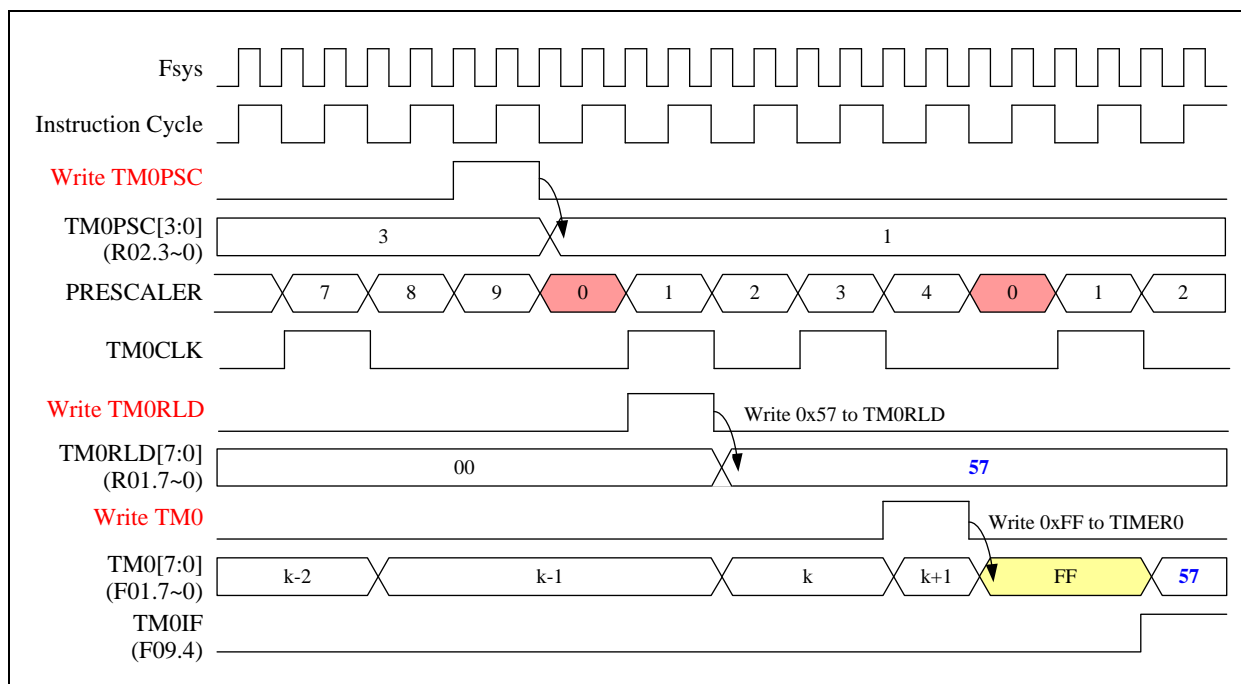 Fsys
Instruction Cycle
Write TM0PSC
TM0PSC[3:0]
(R02.3~0)
3
1
PRESCALER
7
8
9
0
1
2
3
4
0
1
2
TM0CLK
Write TM0RLD
Write 0x57 to TM0RLD
TM0RLD[7:0]
(R01.7~0)
00
57
Write TM0
Write 0xFF to TIMER0
TM0[7:0]
(F01.7~0)
k-2
k-1
k
k+1
FF
57
TM0IF
(F09.4)